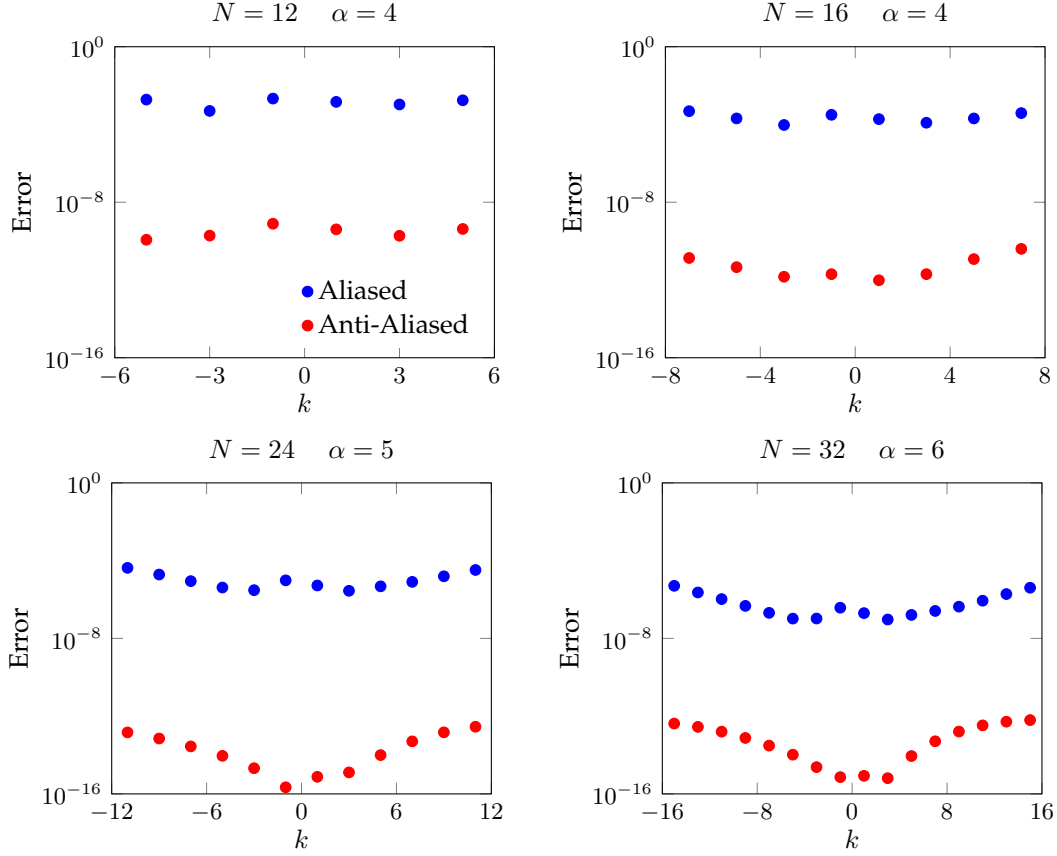 N = 12 α = 4
10^0
10^−8
10^−16
Error
−6 −3 0 3 6
k
Aliased
Anti-Aliased
N = 16 α = 4
10^0
10^−8
10^−16
Error
−8 −4 0 4 8
k
N = 24 α = 5
10^0
10^−8
10^−16
Error
−12 −6 0 6 12
k
N = 32 α = 6
10^0
10^−8
10^−16
Error
−16 −8 0 8 16
k